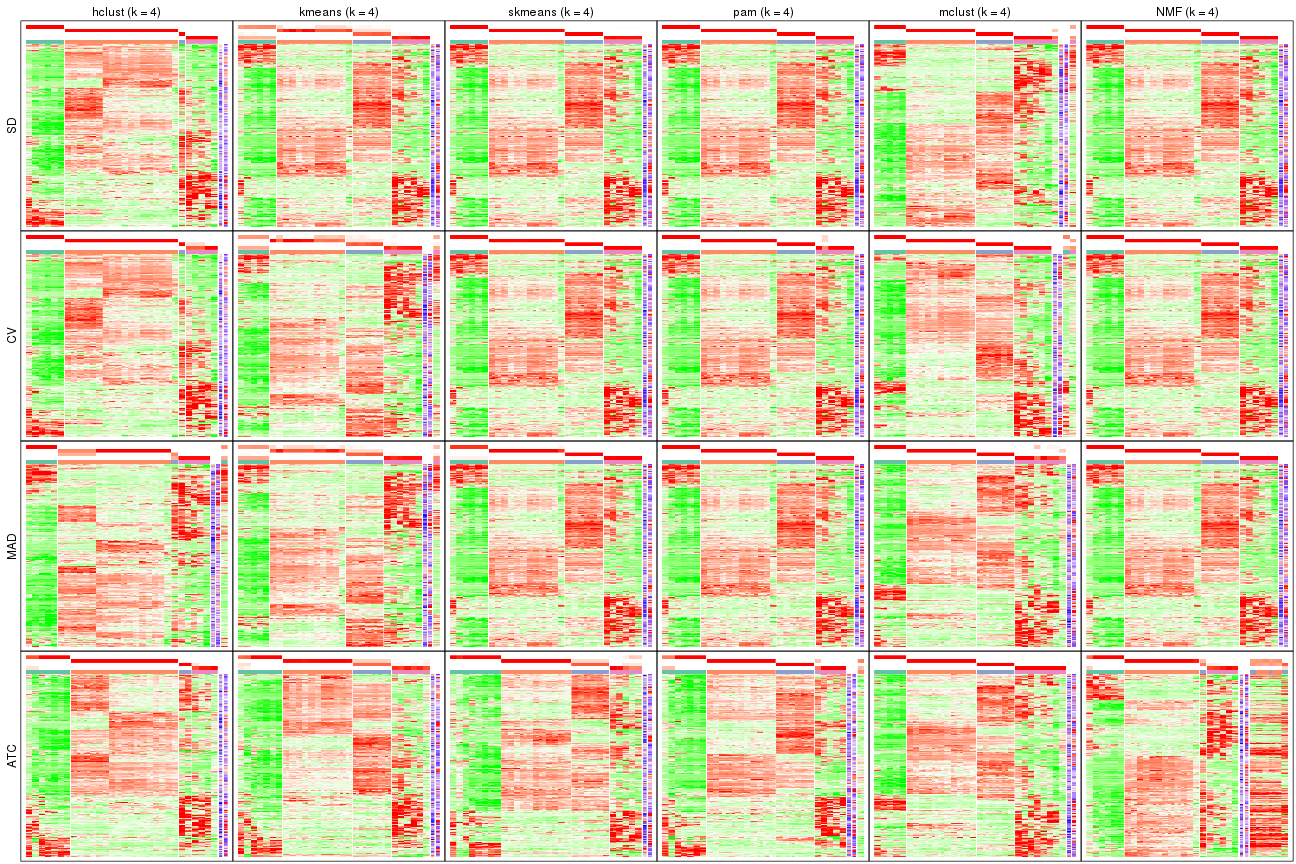 hclust (k = 4) kmeans (k = 4) skmeans (k = 4) pam (k = 4) mclust (k = 4) NMF (k = 4)
SD
CV
MAD
ATC